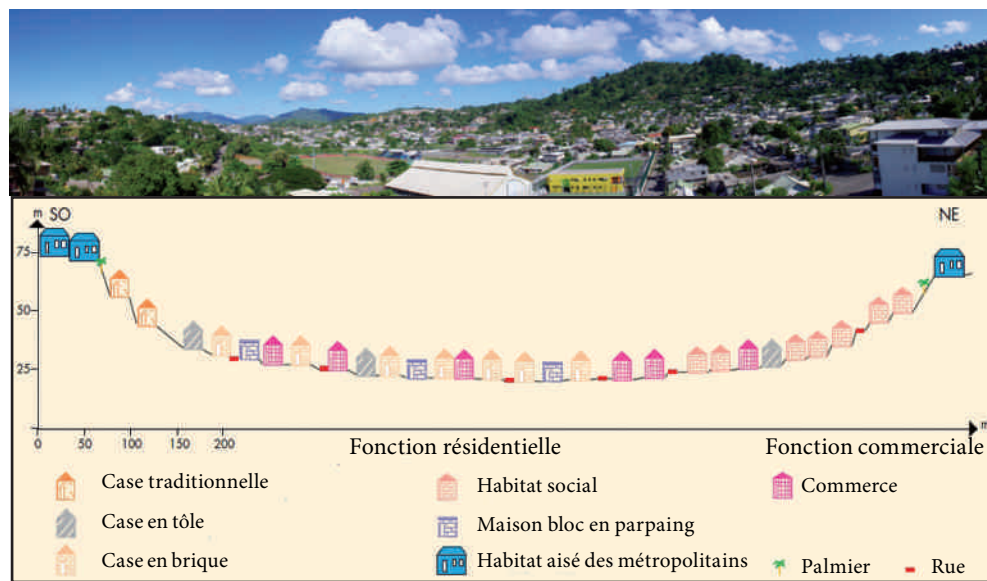 m SO
NE
75
50
25
0 50 100 150 200
m
Fonction résidentielle Fonction commerciale
Case traditionnelle Habitat social Commerce
Case en tôle Maison bloc en parpaing
Case en brique Habitat aisé des métropolitains Palmier Rue